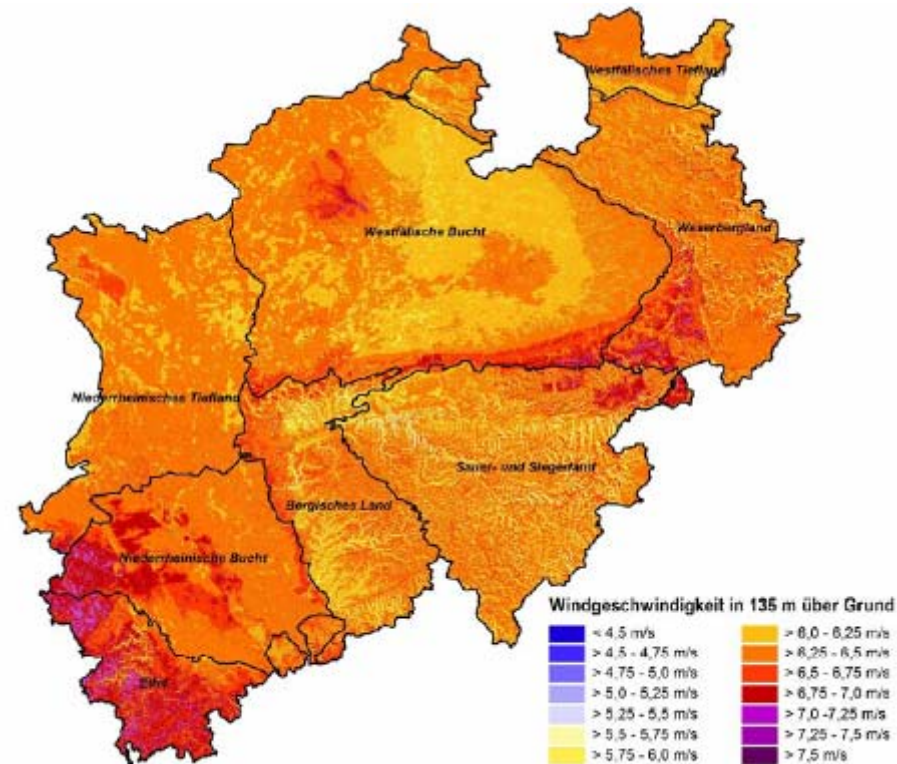 Westfälisches Tiefland
Westfälische Bucht
Weserbergland
Niederrheinisches Tiefland
Sauer- und Siegerland
Bergisches Land
Niederrheinische Bucht
Eifel
Windgeschwindigkeit in 135 m über Grund
< 4,5 m/s
> 4,5 - 4,75 m/s
> 4,75 - 5,0 m/s
> 5,0 - 5,25 m/s
> 5,25 - 5,5 m/s
> 5,5 - 5,75 m/s
> 5,75 - 6,0 m/s
> 6,0 - 6,25 m/s
> 6,25 - 6,5 m/s
> 6,5 - 6,75 m/s
> 6,75 - 7,0 m/s
> 7,0 -7,25 m/s
> 7,25 - 7,5 m/s
> 7,5 m/s